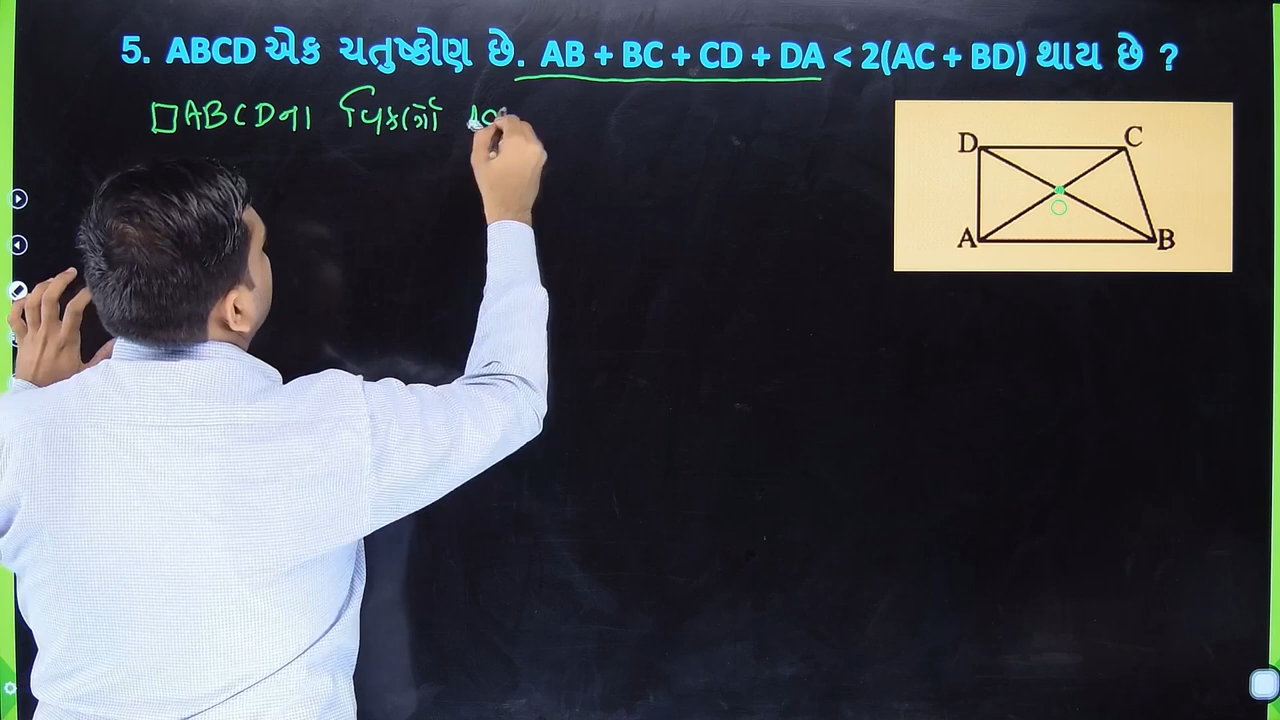 5. ABCD એક ચતુષ્કોણ છે. AB + BC + CD + DA < 2(AC + BD) થાય છે ?
□ABCDના વિકર્ણો
D C
O
A B